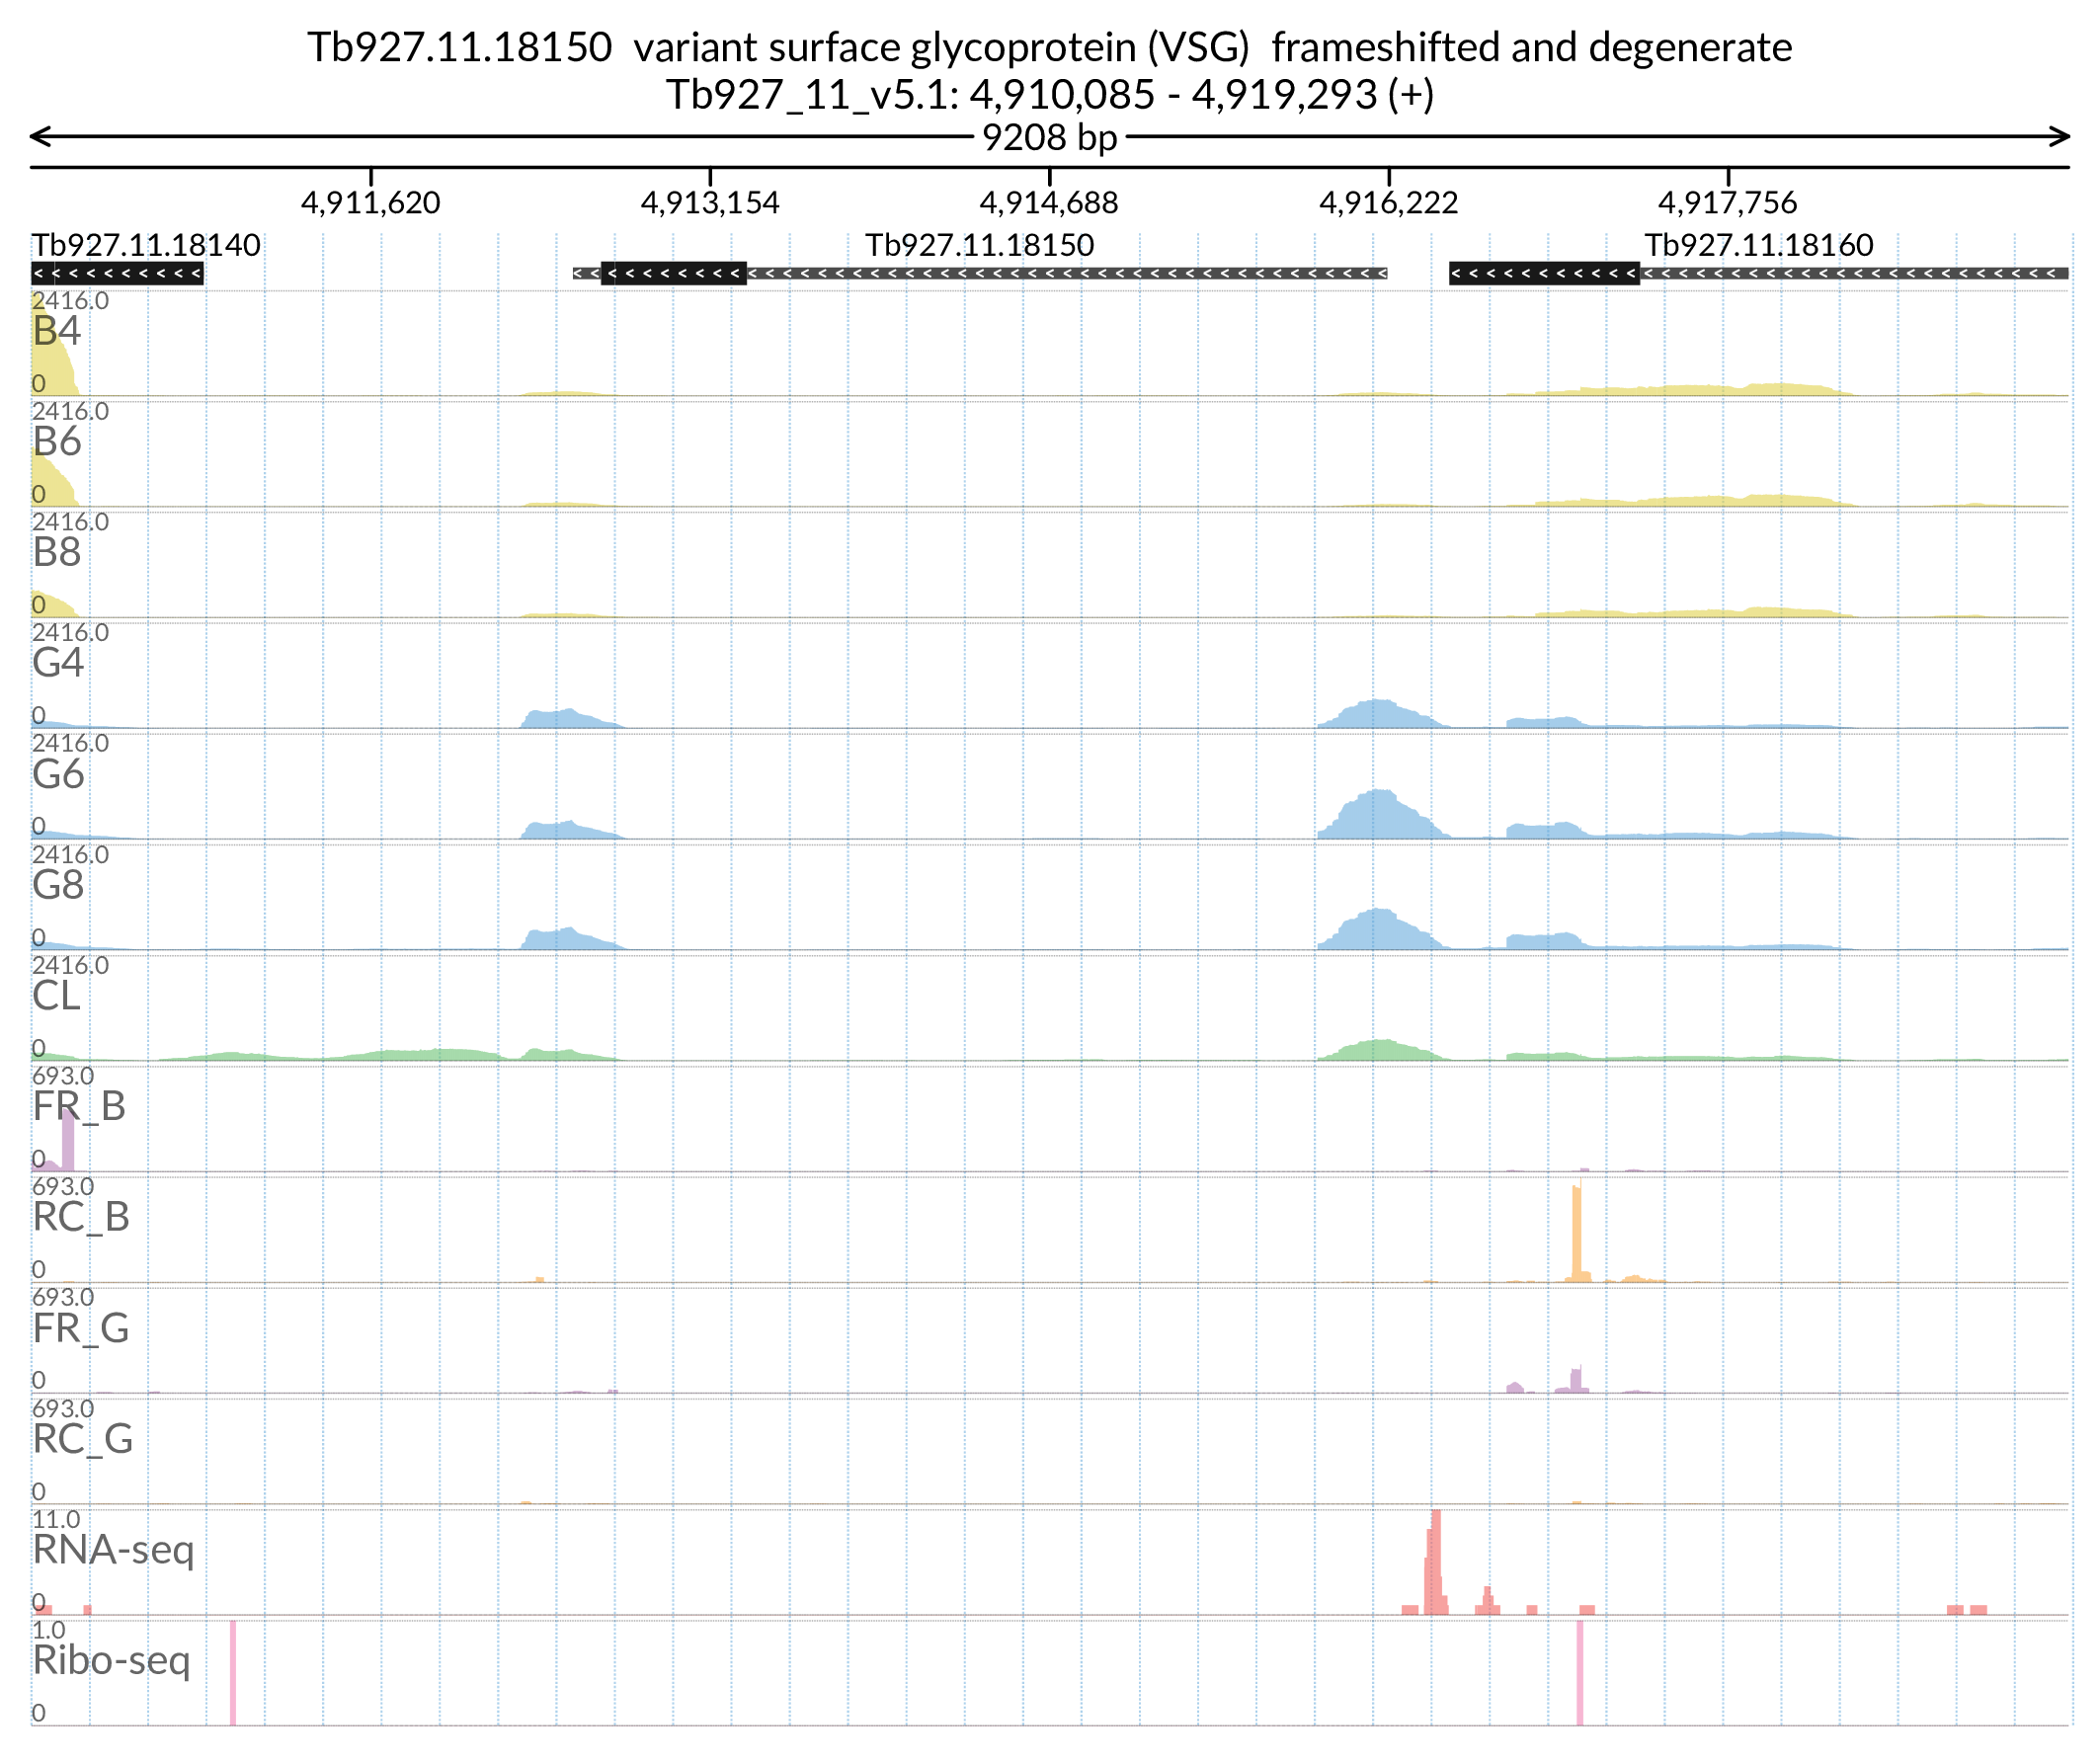 Tb927.11.18150  variant surface glycoprotein (VSG)  frameshifted and degenerate
Tb927_11_v5.1: 4,910,085 - 4,919,293 (+)
9208 bp
4,911,620 4,913,154 4,914,688 4,916,222 4,917,756
Tb927.11.18140 Tb927.11.18150 Tb927.11.18160
2416.0
B4
0
2416.0
B6
0
2416.0
B8
0
2416.0
G4
0
2416.0
G6
0
2416.0
G8
0
2416.0
CL
0
693.0
FR_B
0
693.0
RC_B
0
693.0
FR_G
0
693.0
RC_G
0
11.0
RNA-seq
0
1.0
Ribo-seq
0